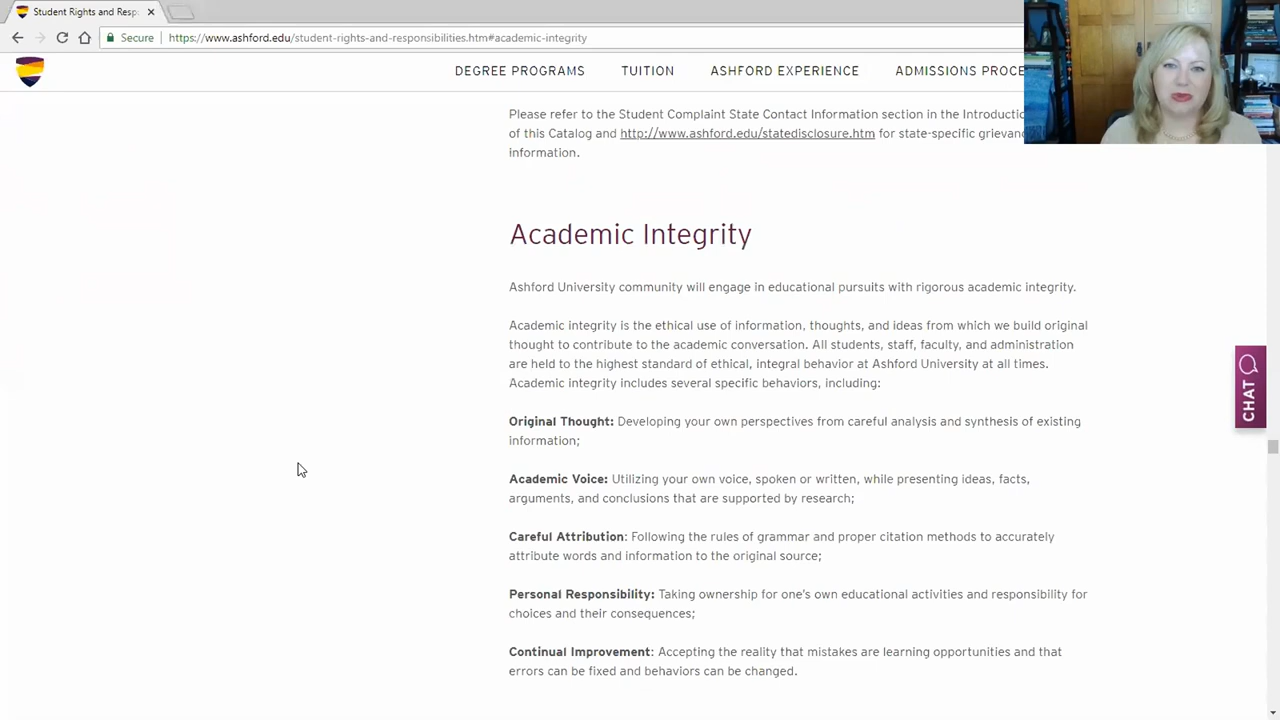 Student Rights and Resp
Secure
https://www.ashford.edu/student-rights-and-responsibilities.htm#academic-integrity
DEGREE PROGRAMS TUITION ASHFORD EXPERIENCE ADMISSIONS PROCE
Please refer to the Student Complaint State Contact Information section in the Introduc
of this Catalog and http://www.ashford.edu/statedisclosure.htm for state-specific grievanc
information.
Academic Integrity
Ashford University community will engage in educational pursuits with rigorous academic integrity.
Academic integrity is the ethical use of information, thoughts, and ideas from which we build original
thought to contribute to the academic conversation. All students, staff, faculty, and administration
are held to the highest standard of ethical, integral behavior at Ashford University at all times.
Academic integrity includes several specific behaviors, including:
Original Thought: Developing your own perspectives from careful analysis and synthesis of existing
information;
Academic Voice: Utilizing your own voice, spoken or written, while presenting ideas, facts,
arguments, and conclusions that are supported by research;
Careful Attribution: Following the rules of grammar and proper citation methods to accurately
attribute words and information to the original source;
Personal Responsibility: Taking ownership for one's own educational activities and responsibility for
choices and their consequences;
Continual Improvement: Accepting the reality that mistakes are learning opportunities and that
errors can be fixed and behaviors can be changed.
CHAT